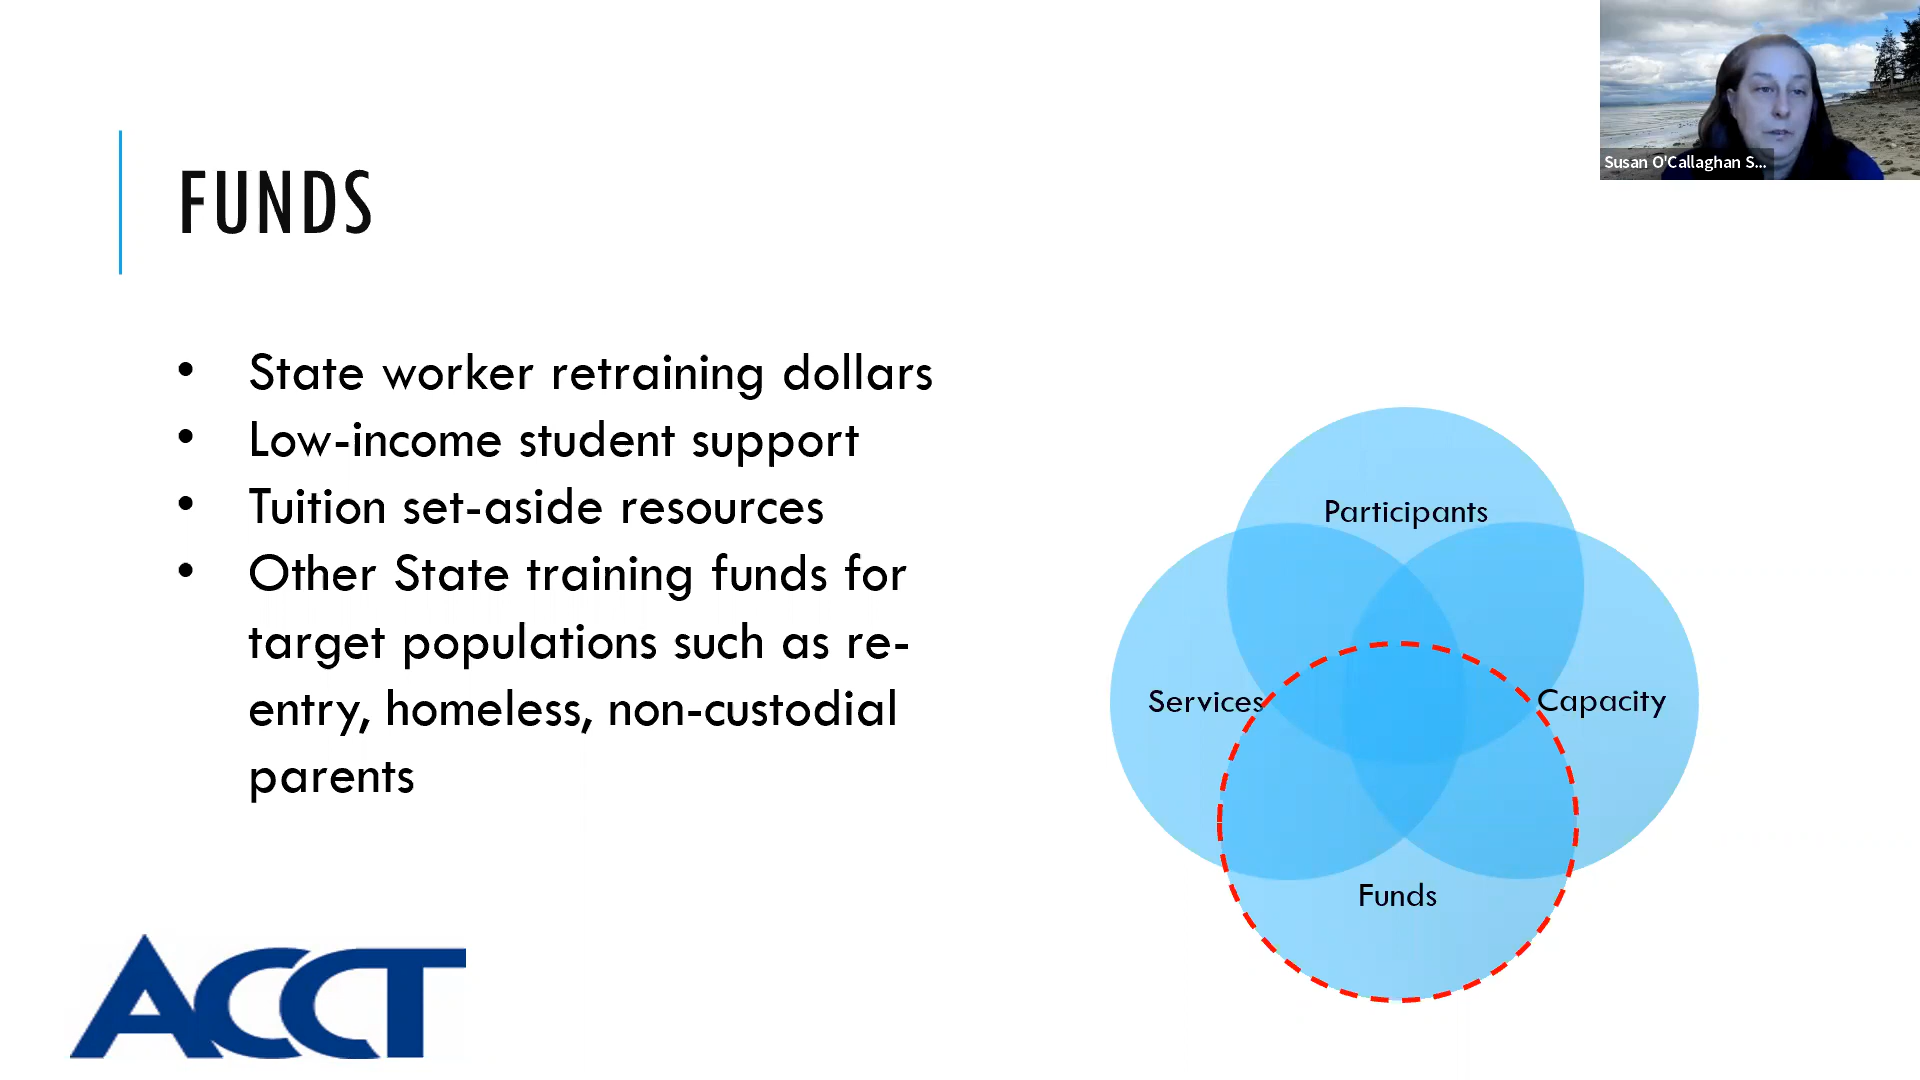 Susan O'Callaghan S...
FUNDS
• State worker retraining dollars
• Low-income student support
• Tuition set-aside resources
• Other State training funds for
target populations such as re-
entry, homeless, non-custodial
parents
Participants
Services
Capacity
Funds
ACCT